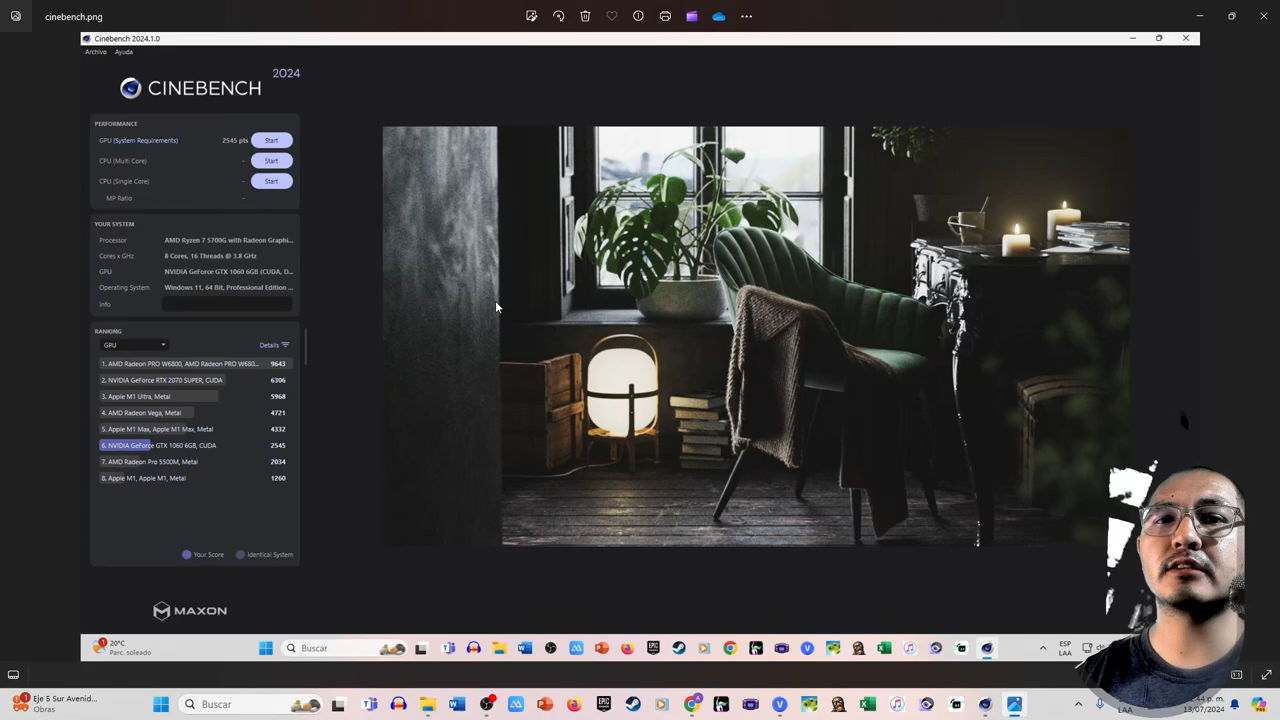 cinebench.png
Cinebench 2024.1.0
Archivo Ayuda
CINEBENCH 2024
PERFORMANCE
GPU (System Requirements) 2545 pts Start
CPU (Multi Core) - Start
CPU (Single Core) - Start
MP Ratio -
YOUR SYSTEM
Processor AMD Ryzen 7 5700G with Radeon Graphi...
Cores x GHz 8 Cores, 16 Threads @ 3.8 GHz
GPU NVIDIA GeForce GTX 1060 6GB (CUDA, D...
Operating System Windows 11, 64 Bit, Professional Edition ...
Info
RANKING
GPU Details
1. AMD Radeon PRO W6800, AMD Radeon PRO W680... 9643
2. NVIDIA GeForce RTX 2070 SUPER, CUDA 6306
3. Apple M1 Ultra, Metal 5968
4. AMD Radeon Vega, Metal 4721
5. Apple M1 Max, Apple M1 Max, Metal 4332
6. NVIDIA GeForce GTX 1060 6GB, CUDA 2545
7. AMD Radeon Pro 5500M, Metal 2034
8. Apple M1, Apple M1, Metal 1260
Your Score Identical System
MAXON
1 20°C
Parc. soleado
Buscar
ESP
LAA
Eje 5 Sur Avenid...
Obras
Buscar
LAA
p. m.
13/07/2024